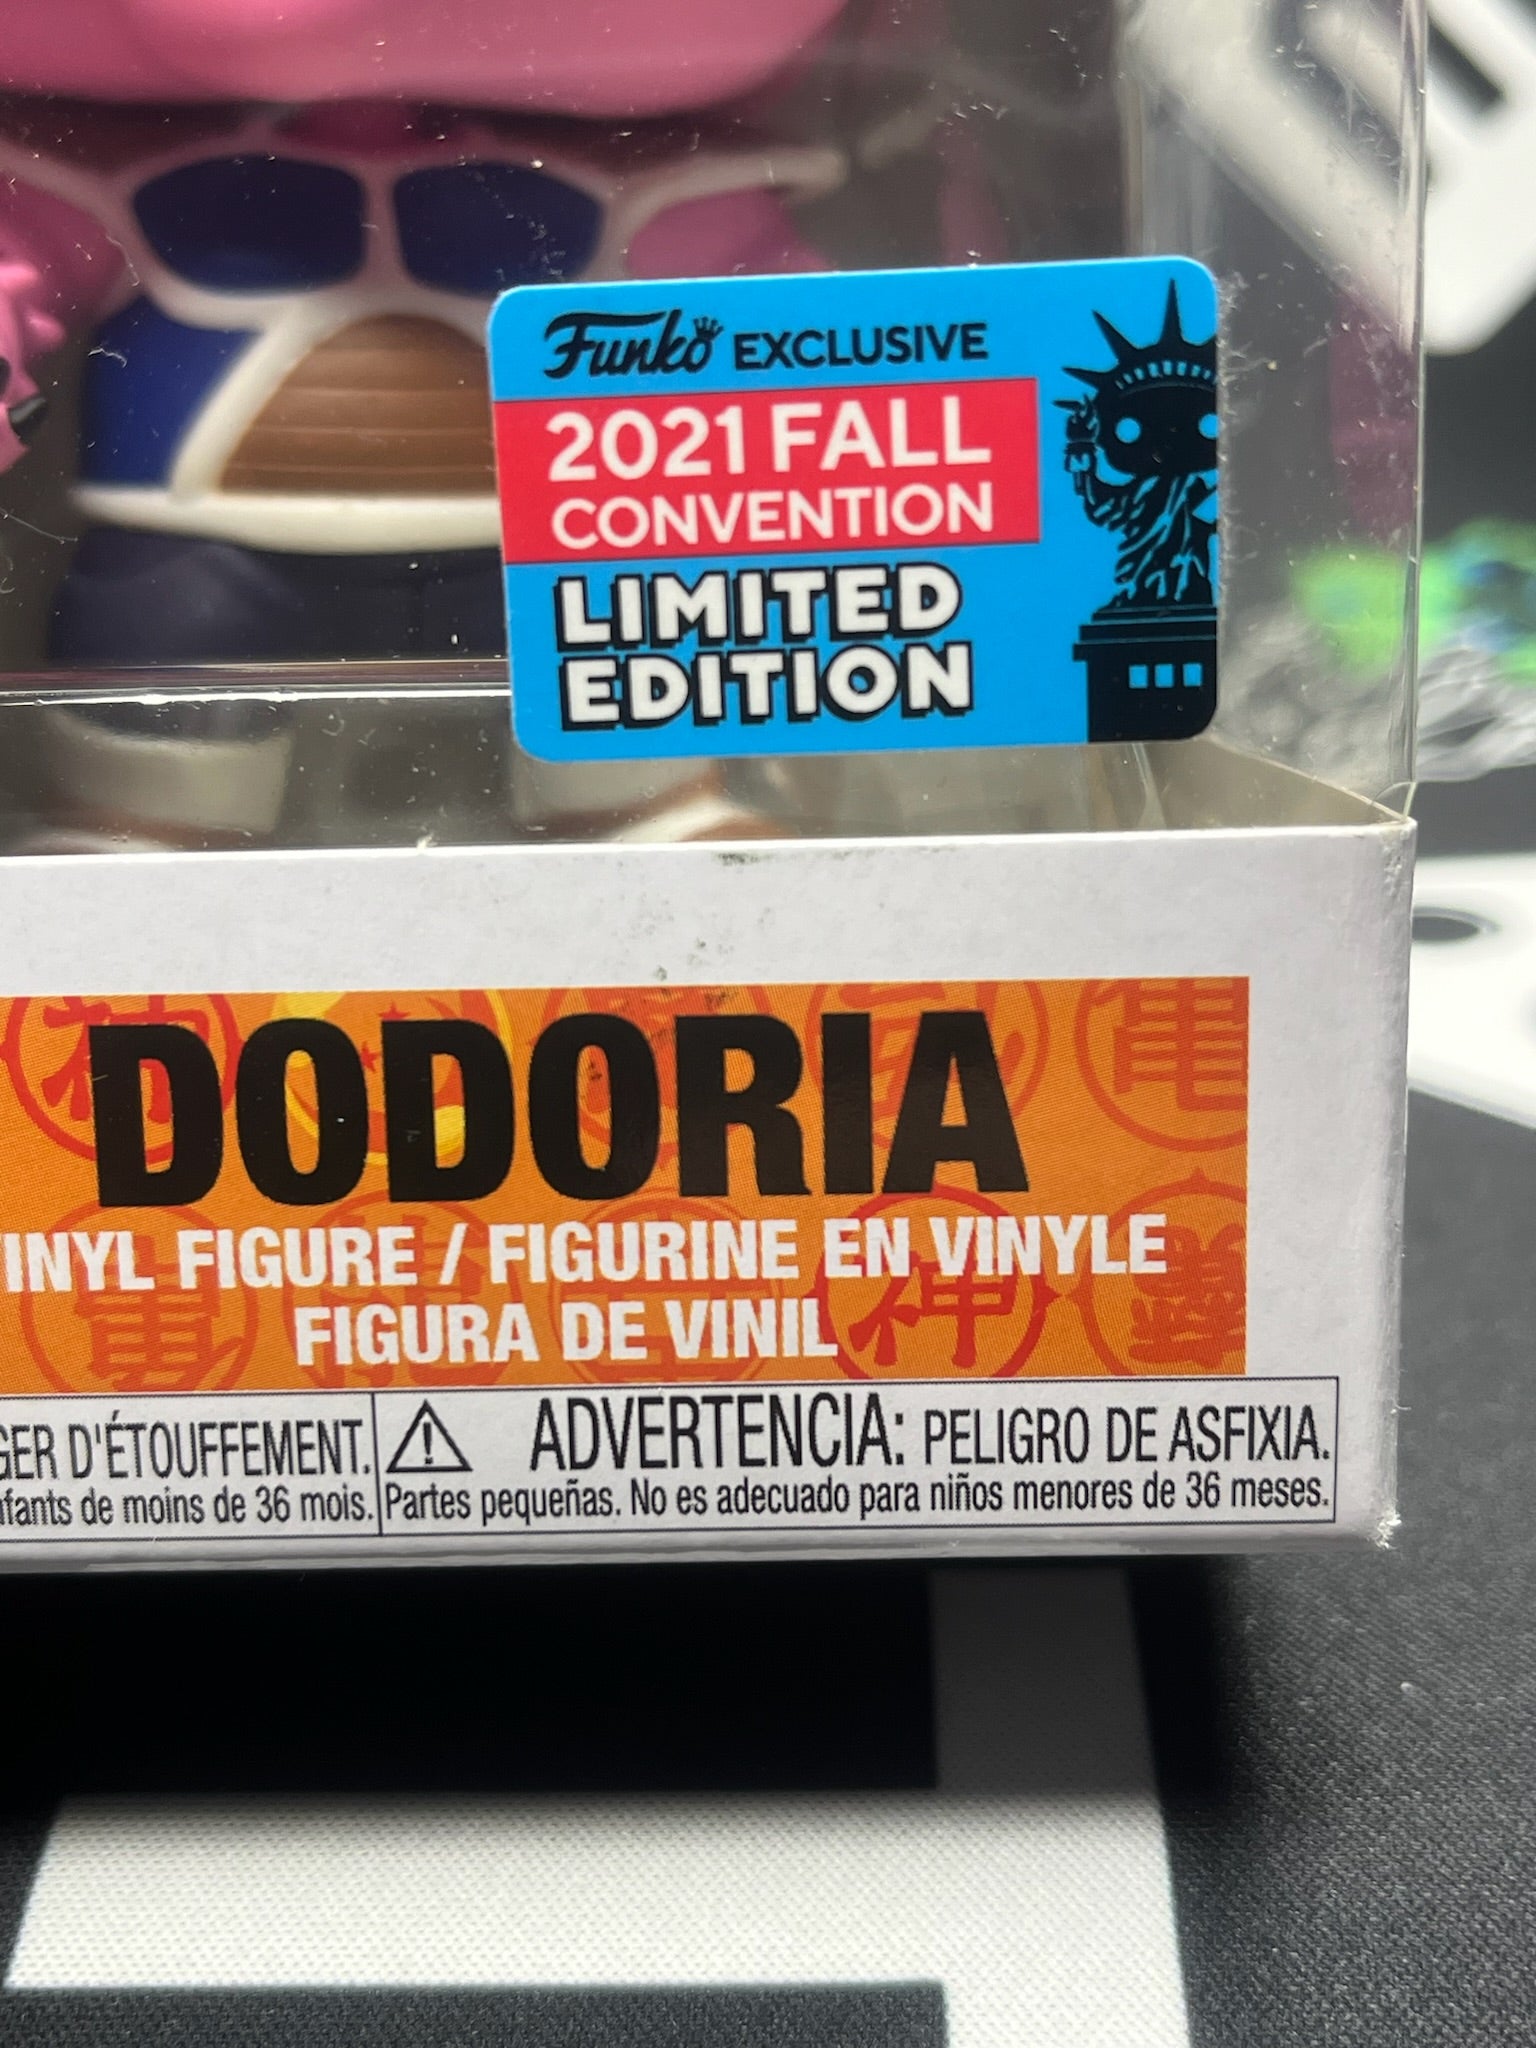 Funko EXCLUSIVE
2021 FALL
CONVENTION
LIMITED
EDITION
DODORIA
INYL FIGURE / FIGURINE EN VINYLE
FIGURA DE VINIL
GER D'ÉTOUFFEMENT.
nfants de moins de 36 mois.
ADVERTENCIA: PELIGRO DE ASFIXIA.
Partes pequeñas. No es adecuado para niños menores de 36 meses.